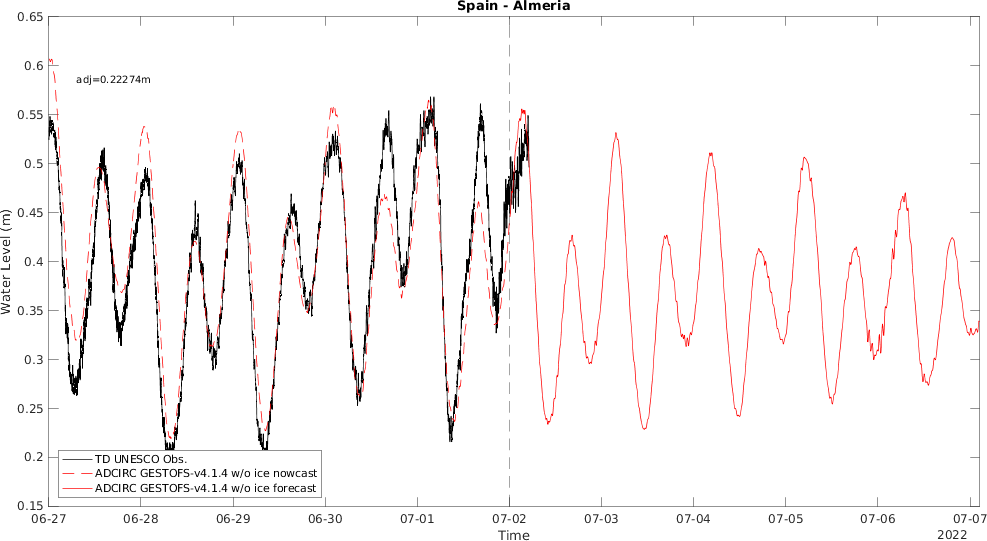 Spain - Almeria
0.65
0.6
0.55
0.5
0.45
0.4
0.35
0.3
0.25
0.2
0.15
Water Level (m)
adj=0.22274m
TD UNESCO Obs.
ADCIRC GESTOFS-v4.1.4 w/o ice nowcast
ADCIRC GESTOFS-v4.1.4 w/o ice forecast
06-27 06-28 06-29 06-30 07-01 07-02 07-03 07-04 07-05 07-06 07-07
Time
2022